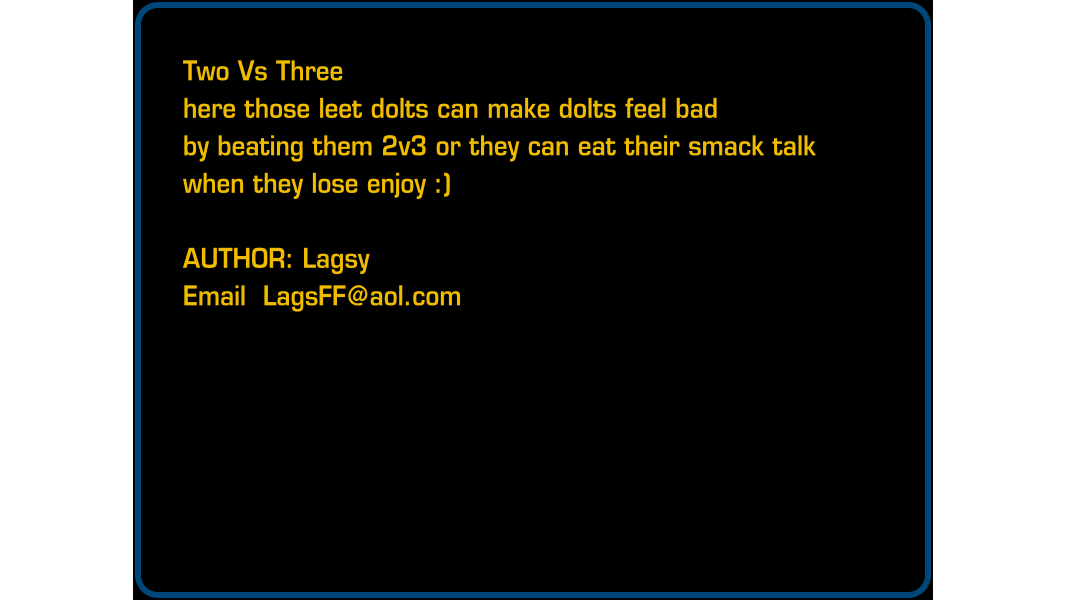 Two Vs Three
here those leet dolts can make dolts feel bad
by beating them 2v3 or they can eat their smack talk
when they lose enjoy :)
AUTHOR: Lagsy
Email  LagsFF@aol.com